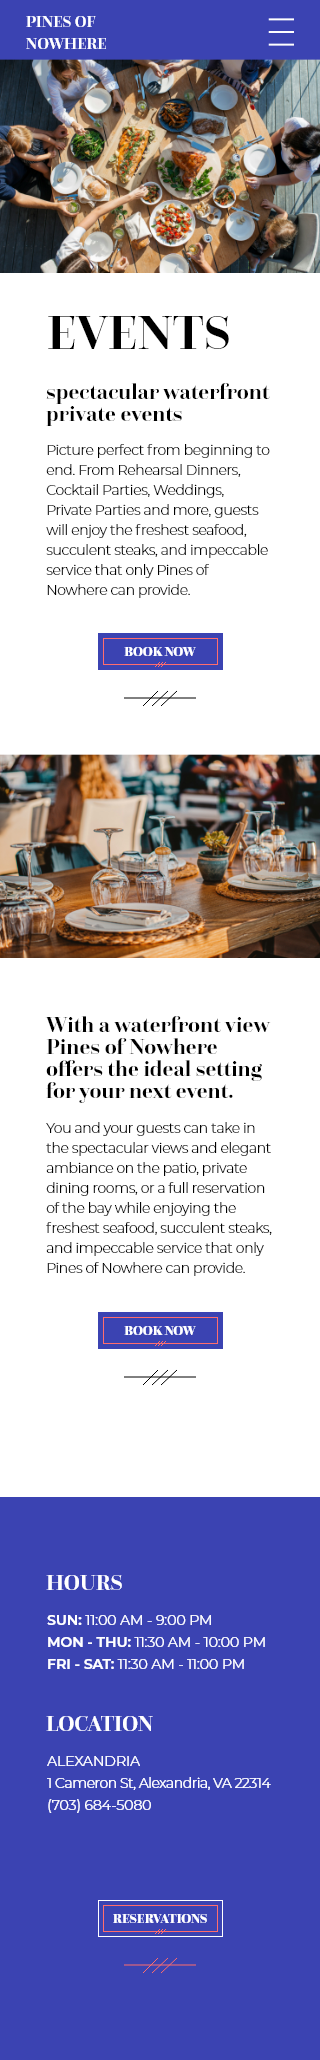 PINES OF
NOWHERE
EVENTS
spectacular waterfront
private events
Picture perfect from beginning to
end. From Rehearsal Dinners,
Cocktail Parties, Weddings,
Private Parties and more, guests
will enjoy the freshest seafood,
succulent steaks, and impeccable
service that only Pines of
Nowhere can provide.
BOOK NOW
With a waterfront view
Pines of Nowhere
offers the ideal setting
for your next event.
You and your guests can take in
the spectacular views and elegant
ambiance on the patio, private
dining rooms, or a full reservation
of the bay while enjoying the
freshest seafood, succulent steaks,
and impeccable service that only
Pines of Nowhere can provide.
BOOK NOW
HOURS
SUN: 11:00 AM - 9:00 PM
MON - THU: 11:30 AM - 10:00 PM
FRI - SAT: 11:30 AM - 11:00 PM
LOCATION
ALEXANDRIA
1 Cameron St, Alexandria, VA 22314
(703) 684-5080
RESERVATIONS